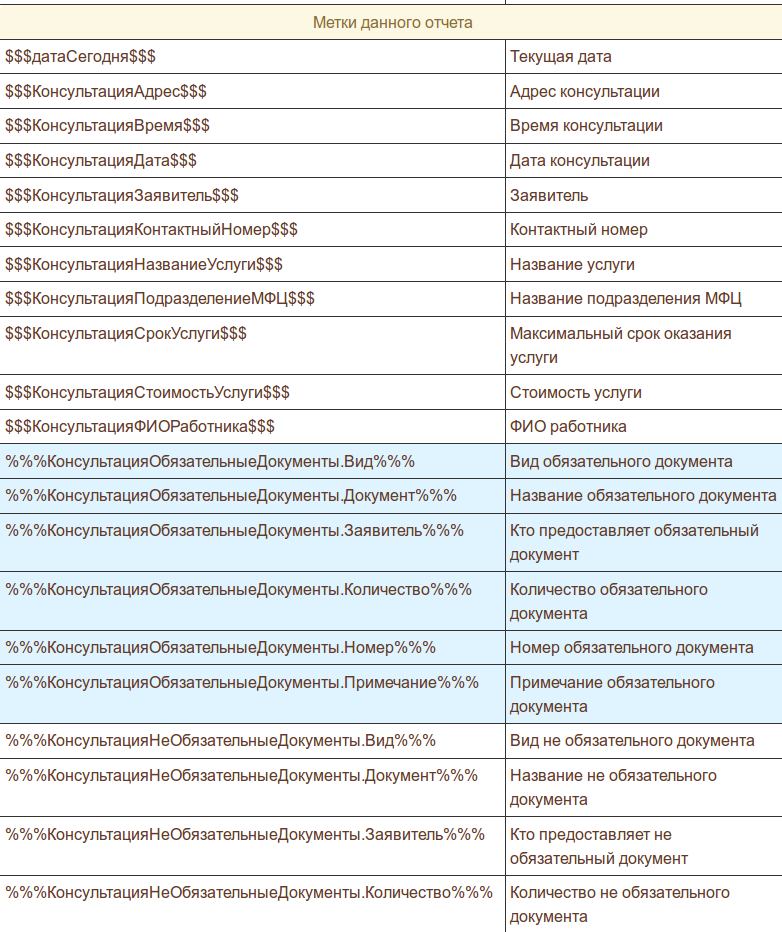 Метки данного отчета
$$$датаСегодня$$$ Текущая дата
$$$КонсультацияАдрес$$$ Адрес консультации
$$$КонсультацияВремя$$$ Время консультации
$$$КонсультацияДата$$$ Дата консультации
$$$КонсультацияЗаявитель$$$ Заявитель
$$$КонсультацияКонтактныйНомер$$$ Контактный номер
$$$КонсультацияНазваниеУслуги$$$ Название услуги
$$$КонсультацияПодразделениеМФЦ$$$ Название подразделения МФЦ
$$$КонсультацияСрокУслуги$$$ Максимальный срок оказания
услуги
$$$КонсультацияСтоимостьУслуги$$$ Стоимость услуги
$$$КонсультацияФИОРаботника$$$ ФИО работника
%%%КонсультацияОбязательныеДокументы.Вид%%% Вид обязательного документа
%%%КонсультацияОбязательныеДокументы.Документ%%% Название обязательного документа
%%%КонсультацияОбязательныеДокументы.Заявитель%%% Кто предоставляет обязательный
документ
%%%КонсультацияОбязательныеДокументы.Количество%%% Количество обязательного
документа
%%%КонсультацияОбязательныеДокументы.Номер%%% Номер обязательного документа
%%%КонсультацияОбязательныеДокументы.Примечание%%% Примечание обязательного
документа
%%%КонсультацияНеОбязательныеДокументы.Вид%%% Вид не обязательного документа
%%%КонсультацияНеОбязательныеДокументы.Документ%%% Название не обязательного
документа
%%%КонсультацияНеОбязательныеДокументы.Заявитель%%% Кто предоставляет не
обязательный документ
%%%КонсультацияНеОбязательныеДокументы.Количество%%% Количество не обязательного
документа